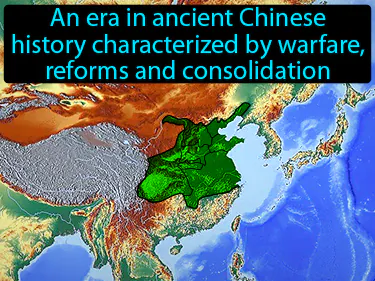 An era in ancient Chinese
history characterized by warfare,
reforms and consolidation